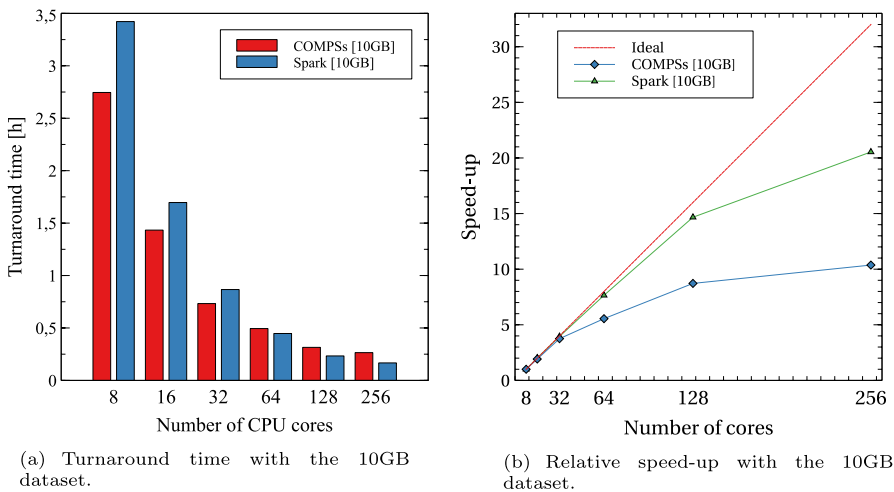 3,5
3
2,5
2
1,5
1
0,5
0
Turnaround time [h]
COMPSs [10GB]
Spark [10GB]
8 16 32 64 128 256
Number of CPU cores
(a) Turnaround time with the 10GB
dataset.
30
25
20
15
10
5
0
Speed-up
Ideal
COMPSs [10GB]
Spark [10GB]
8 32 64 128 256
Number of cores
(b) Relative speed-up with the 10GB
dataset.